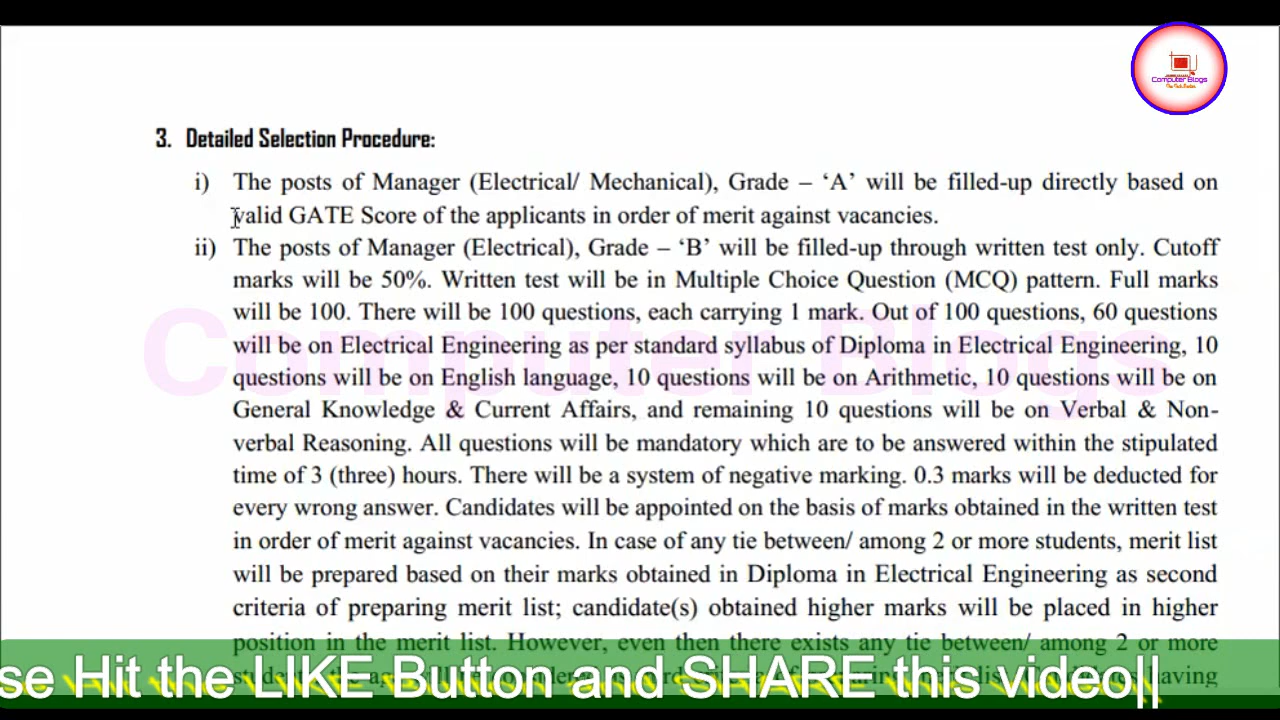 Computer Blogs
3. Detailed Selection Procedure:
i) The posts of Manager (Electrical/ Mechanical), Grade – ‘A’ will be filled-up directly based on
valid GATE Score of the applicants in order of merit against vacancies.
ii) The posts of Manager (Electrical), Grade – ‘B’ will be filled-up through written test only. Cutoff
marks will be 50%. Written test will be in Multiple Choice Question (MCQ) pattern. Full marks
will be 100. There will be 100 questions, each carrying 1 mark. Out of 100 questions, 60 questions
will be on Electrical Engineering as per standard syllabus of Diploma in Electrical Engineering, 10
Computer Blogs
questions will be on English language, 10 questions will be on Arithmetic, 10 questions will be on
General Knowledge & Current Affairs, and remaining 10 questions will be on Verbal & Non-
verbal Reasoning. All questions will be mandatory which are to be answered within the stipulated
time of 3 (three) hours. There will be a system of negative marking. 0.3 marks will be deducted for
every wrong answer. Candidates will be appointed on the basis of marks obtained in the written test
in order of merit against vacancies. In case of any tie between/ among 2 or more students, merit list
will be prepared based on their marks obtained in Diploma in Electrical Engineering as second
criteria of preparing merit list; candidate(s) obtained higher marks will be placed in higher
position in the merit list. However, even then there exists any tie between/ among 2 or more
se Hit the LIKE Button and SHARE this video||